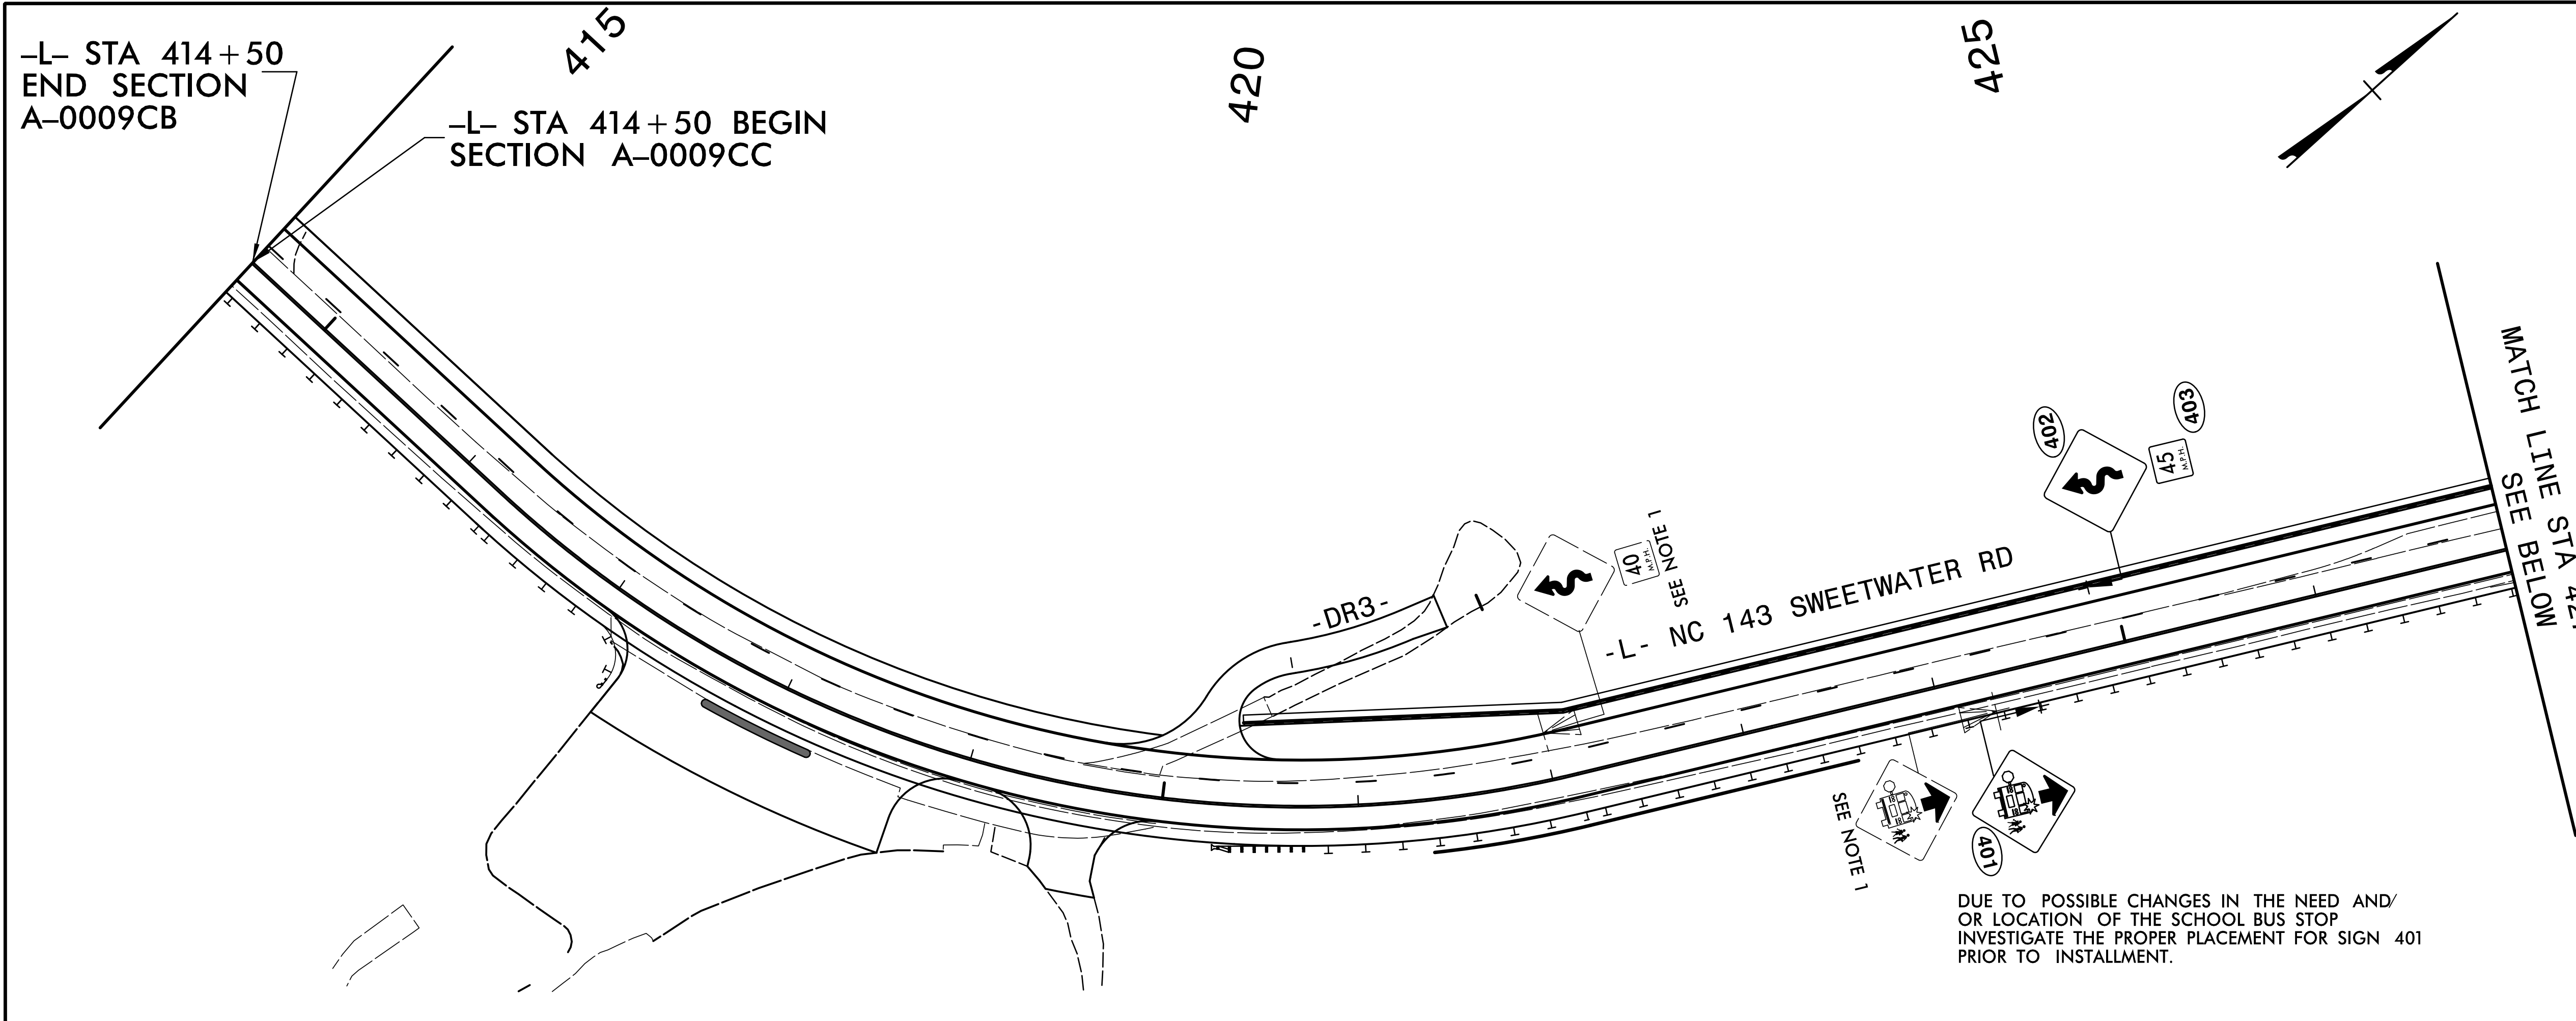 –L– STA 414+50
END SECTION
A–0009CB
415
–L– STA 414+50 BEGIN
SECTION A–0009CC
420
425
402
403
45
M.P.H.
40
M.P.H.
SEE NOTE 1
-DR3-
-L- NC 143 SWEETWATER RD
MATCH LINE STA
SEE BELOW
SEE NOTE 1
401
DUE TO POSSIBLE CHANGES IN THE NEED AND/
OR LOCATION OF THE SCHOOL BUS STOP
INVESTIGATE THE PROPER PLACEMENT FOR SIGN 401
PRIOR TO INSTALLMENT.